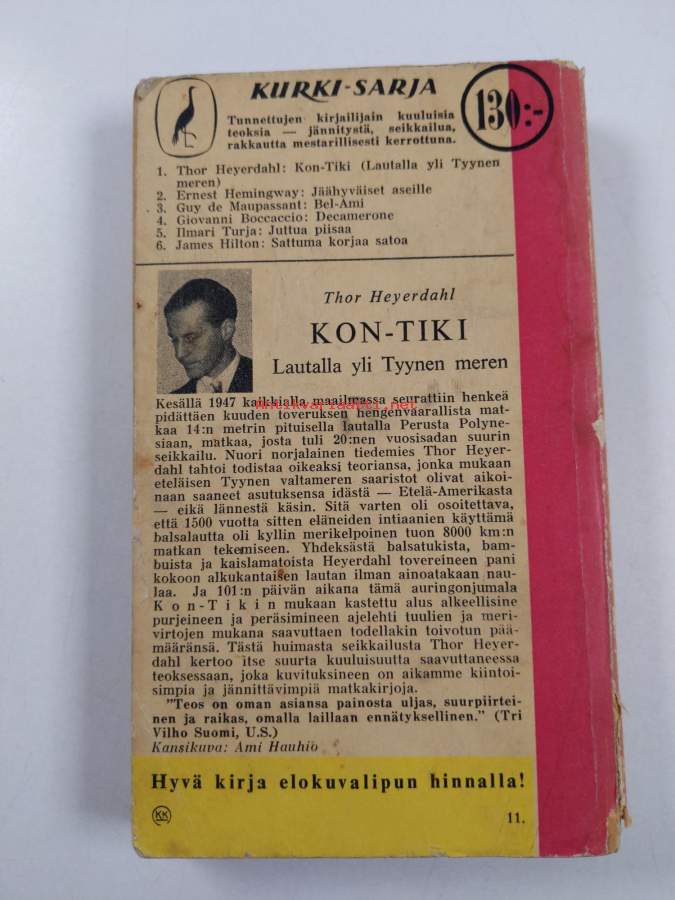 KURKI-SARJA
130:-
Tunnettujen kirjailijain kuuluisia
teoksia — jännitystä, seikkailua,
rakkautta mestarillisesti kerrottuna.
1. Thor Heyerdahl: Kon-Tiki (Lautalla yli Tyynen
meren)
2. Ernest Hemingway: Jäähyväiset aseille
3. Guy de Maupassant: Bel-Ami
4. Giovanni Boccaccio: Decamerone
5. Ilmari Turja: Juttua piisaa
6. James Hilton: Sattuma korjaa satoa
Thor Heyerdahl
KON-TIKI
Lautalla yli Tyynen meren
Kesällä 1947 kaikkialla maailmassa seurattiin henkeä
Antikvariaatti.net
pidättäen kuuden toveruksen hengenvaarallista mat-
kaa 14:n metrin pituisella lautalla Perusta Polyne-
siaan, matkaa, josta tuli 20:nen vuosisadan suurin
seikkailu. Nuori norjalainen tiedemies Thor Heyer-
dahl tahtoi todistaa oikeaksi teoriansa, jonka mukaan
eteläisen Tyynen valtameren saaristot olivat aikoi-
naan saaneet asutuksensa idästä — Etelä-Amerikasta
— eikä lännestä käsin. Sitä varten oli osoitettava,
että 1500 vuotta sitten eläneiden intiaanien käyttämä
balsalautta oli kyllin merikelpoinen tuon 8000 km:n
matkan tekemiseen. Yhdeksästä balsatukista, bam-
buista ja kaislamatoista Heyerdahl tovereineen pani
kokoon alkukantaisen lautan ilman ainoatakaan nau-
laa. Ja 101:n päivän aikana tämä auringonjumala
Kon-Tikin mukaan kastettu alus alkeellisine
purjeineen ja peräsimineen ajelehti tuulien ja meri-
virtojen mukana saavuttaen todellakin toivotun pää-
määränsä. Tästä huimasta seikkailusta Thor Heyer-
dahl kertoo itse suurta kuuluisuutta saavuttaneessa
teoksessaan, joka kuvituksineen on aikamme kiintoi-
simpia ja jännittävimpiä matkakirjoja.
"Teos on oman asiansa painosta uljas, suurpiirtei-
nen ja raikas, omalla laillaan ennätyksellinen." (Tri
Vilho Suomi, U.S.)
Kansikuva: Ami Hauhio
Hyvä kirja elokuvalipun hinnalla!
KK
11.